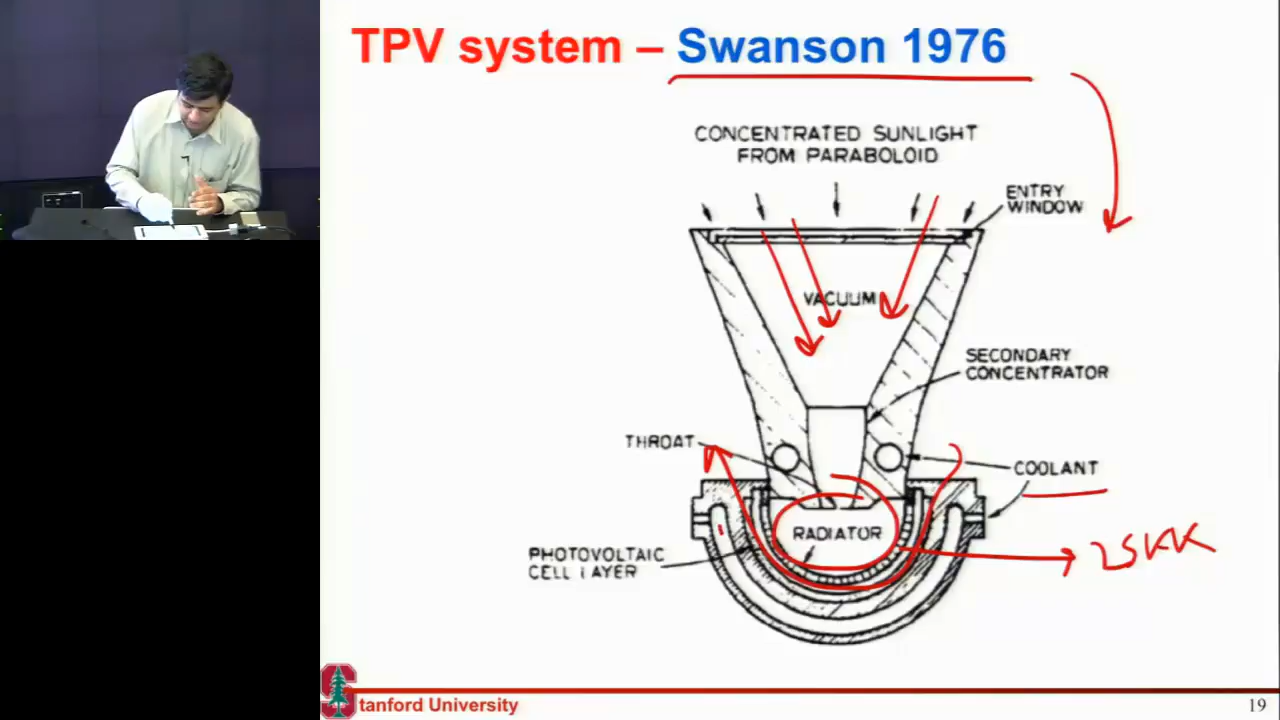 TPV system – Swanson 1976
CONCENTRATED SUNLIGHT
FROM PARABOLOID
ENTRY
WINDOW
VACUUM
SECONDARY
CONCENTRATOR
THROAT
COOLANT
RADIATOR
PHOTOVOLTAIC
CELL LAYER
Stanford University
19